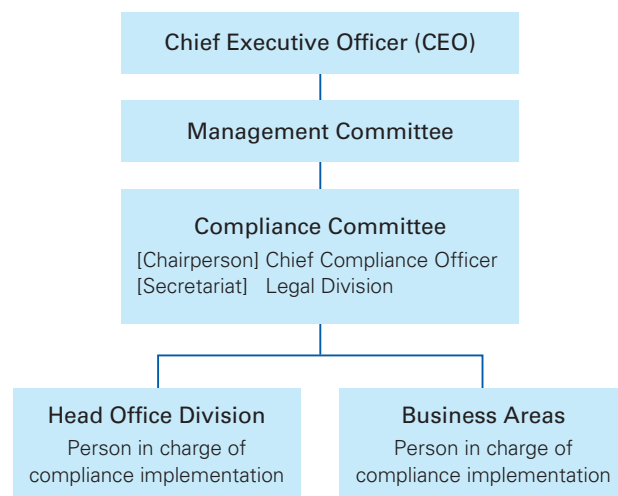 Chief Executive Officer (CEO)
Management Committee
Compliance Committee
[Chairperson] Chief Compliance Officer
[Secretariat] Legal Division
Head Office Division
Person in charge of
compliance implementation
Business Areas
Person in charge of
compliance implementation